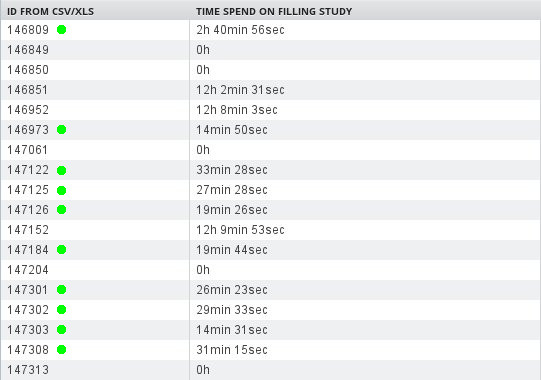 ID FROM CSV/XLS TIME SPEND ON FILLING STUDY
146809 2h 40min 56sec
146849 0h
146850 0h
146851 12h 2min 31sec
146952 12h 8min 3sec
146973 14min 50sec
147061 0h
147122 33min 28sec
147125 27min 28sec
147126 19min 26sec
147152 12h 9min 53sec
147184 19min 44sec
147204 0h
147301 26min 23sec
147302 29min 33sec
147303 14min 31sec
147308 31min 15sec
147313 0h